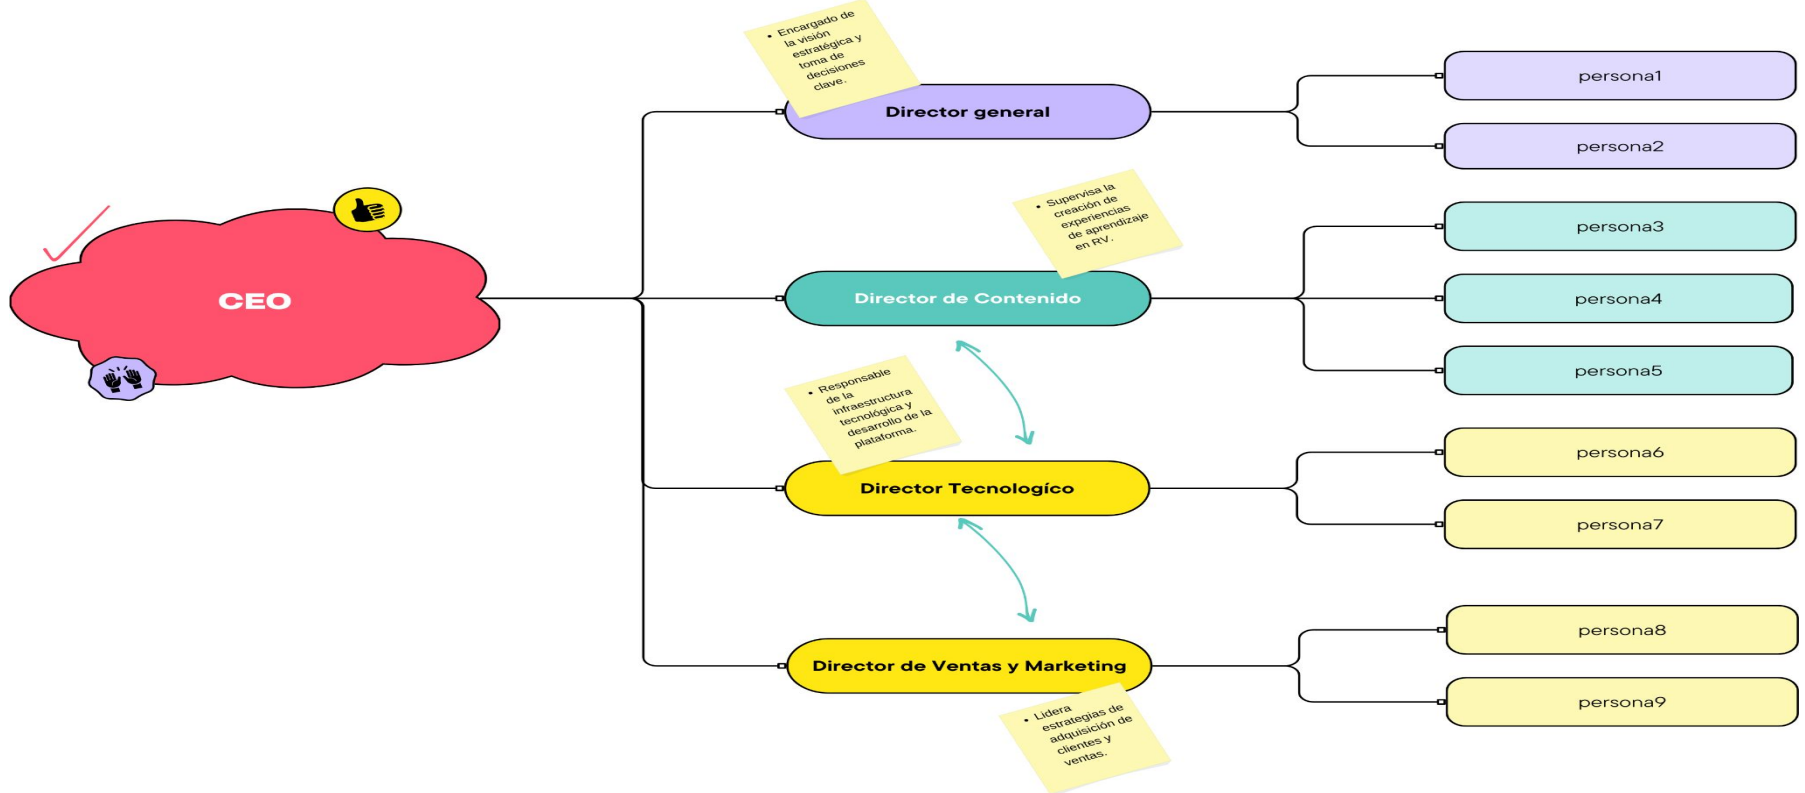 • Encargado de
la visión
estratégica y
toma de
decisiones
clave.
Director general
persona1
persona2
CEO
• Supervisa la
creación de
experiencias
de aprendizaje
en RV.
Director de Contenido
persona3
persona4
persona5
• Responsable
de la
infraestructura
tecnológica y
desarrollo de la
plataforma.
Director Tecnologíco
persona6
persona7
Director de Ventas y Marketing
persona8
persona9
• Lidera
estrategias de
adquisición de
clientes y
ventas.